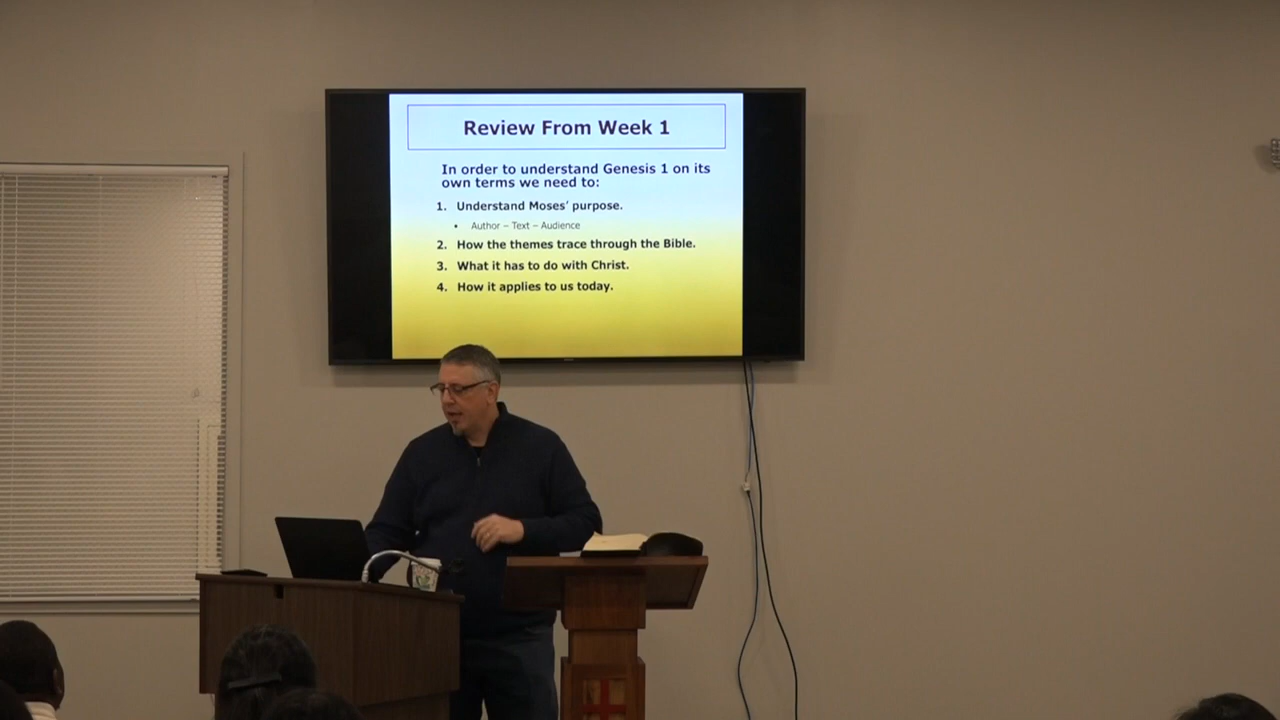 Review From Week 1
In order to understand Genesis 1 on its
own terms we need to:
1. Understand Moses’ purpose.
• Author – Text – Audience
2. How the themes trace through the Bible.
3. What it has to do with Christ.
4. How it applies to us today.